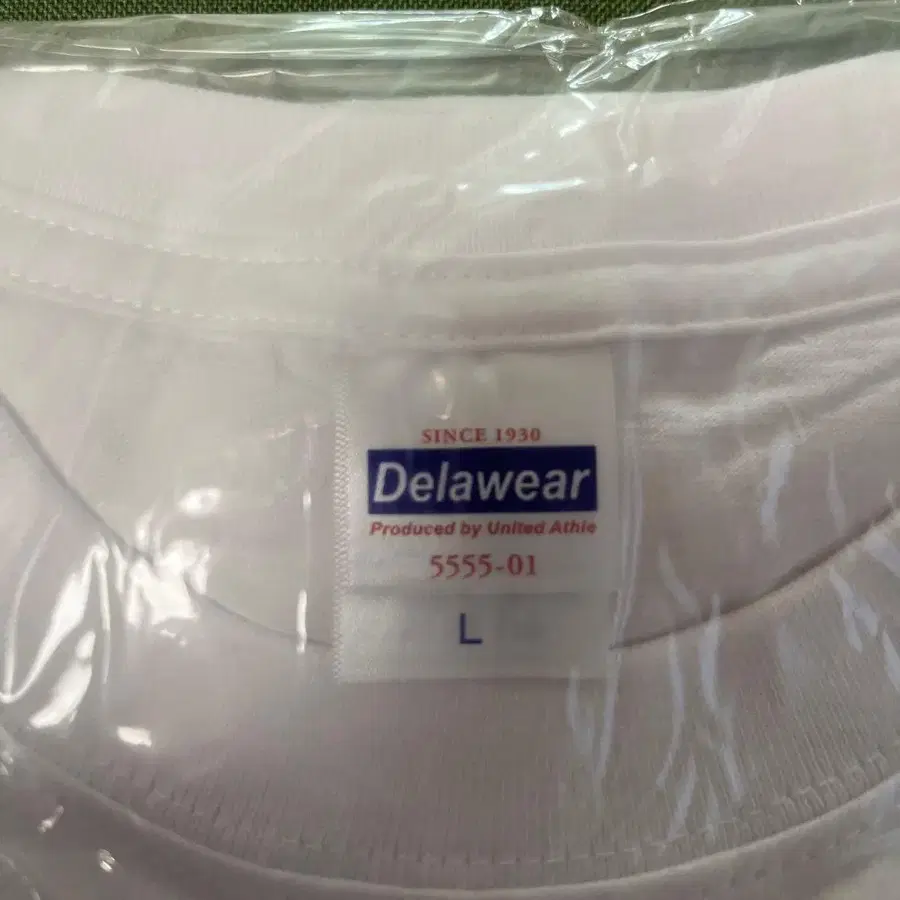 SINCE 1930
Delawear
Produced by United Athle
5555-01
L